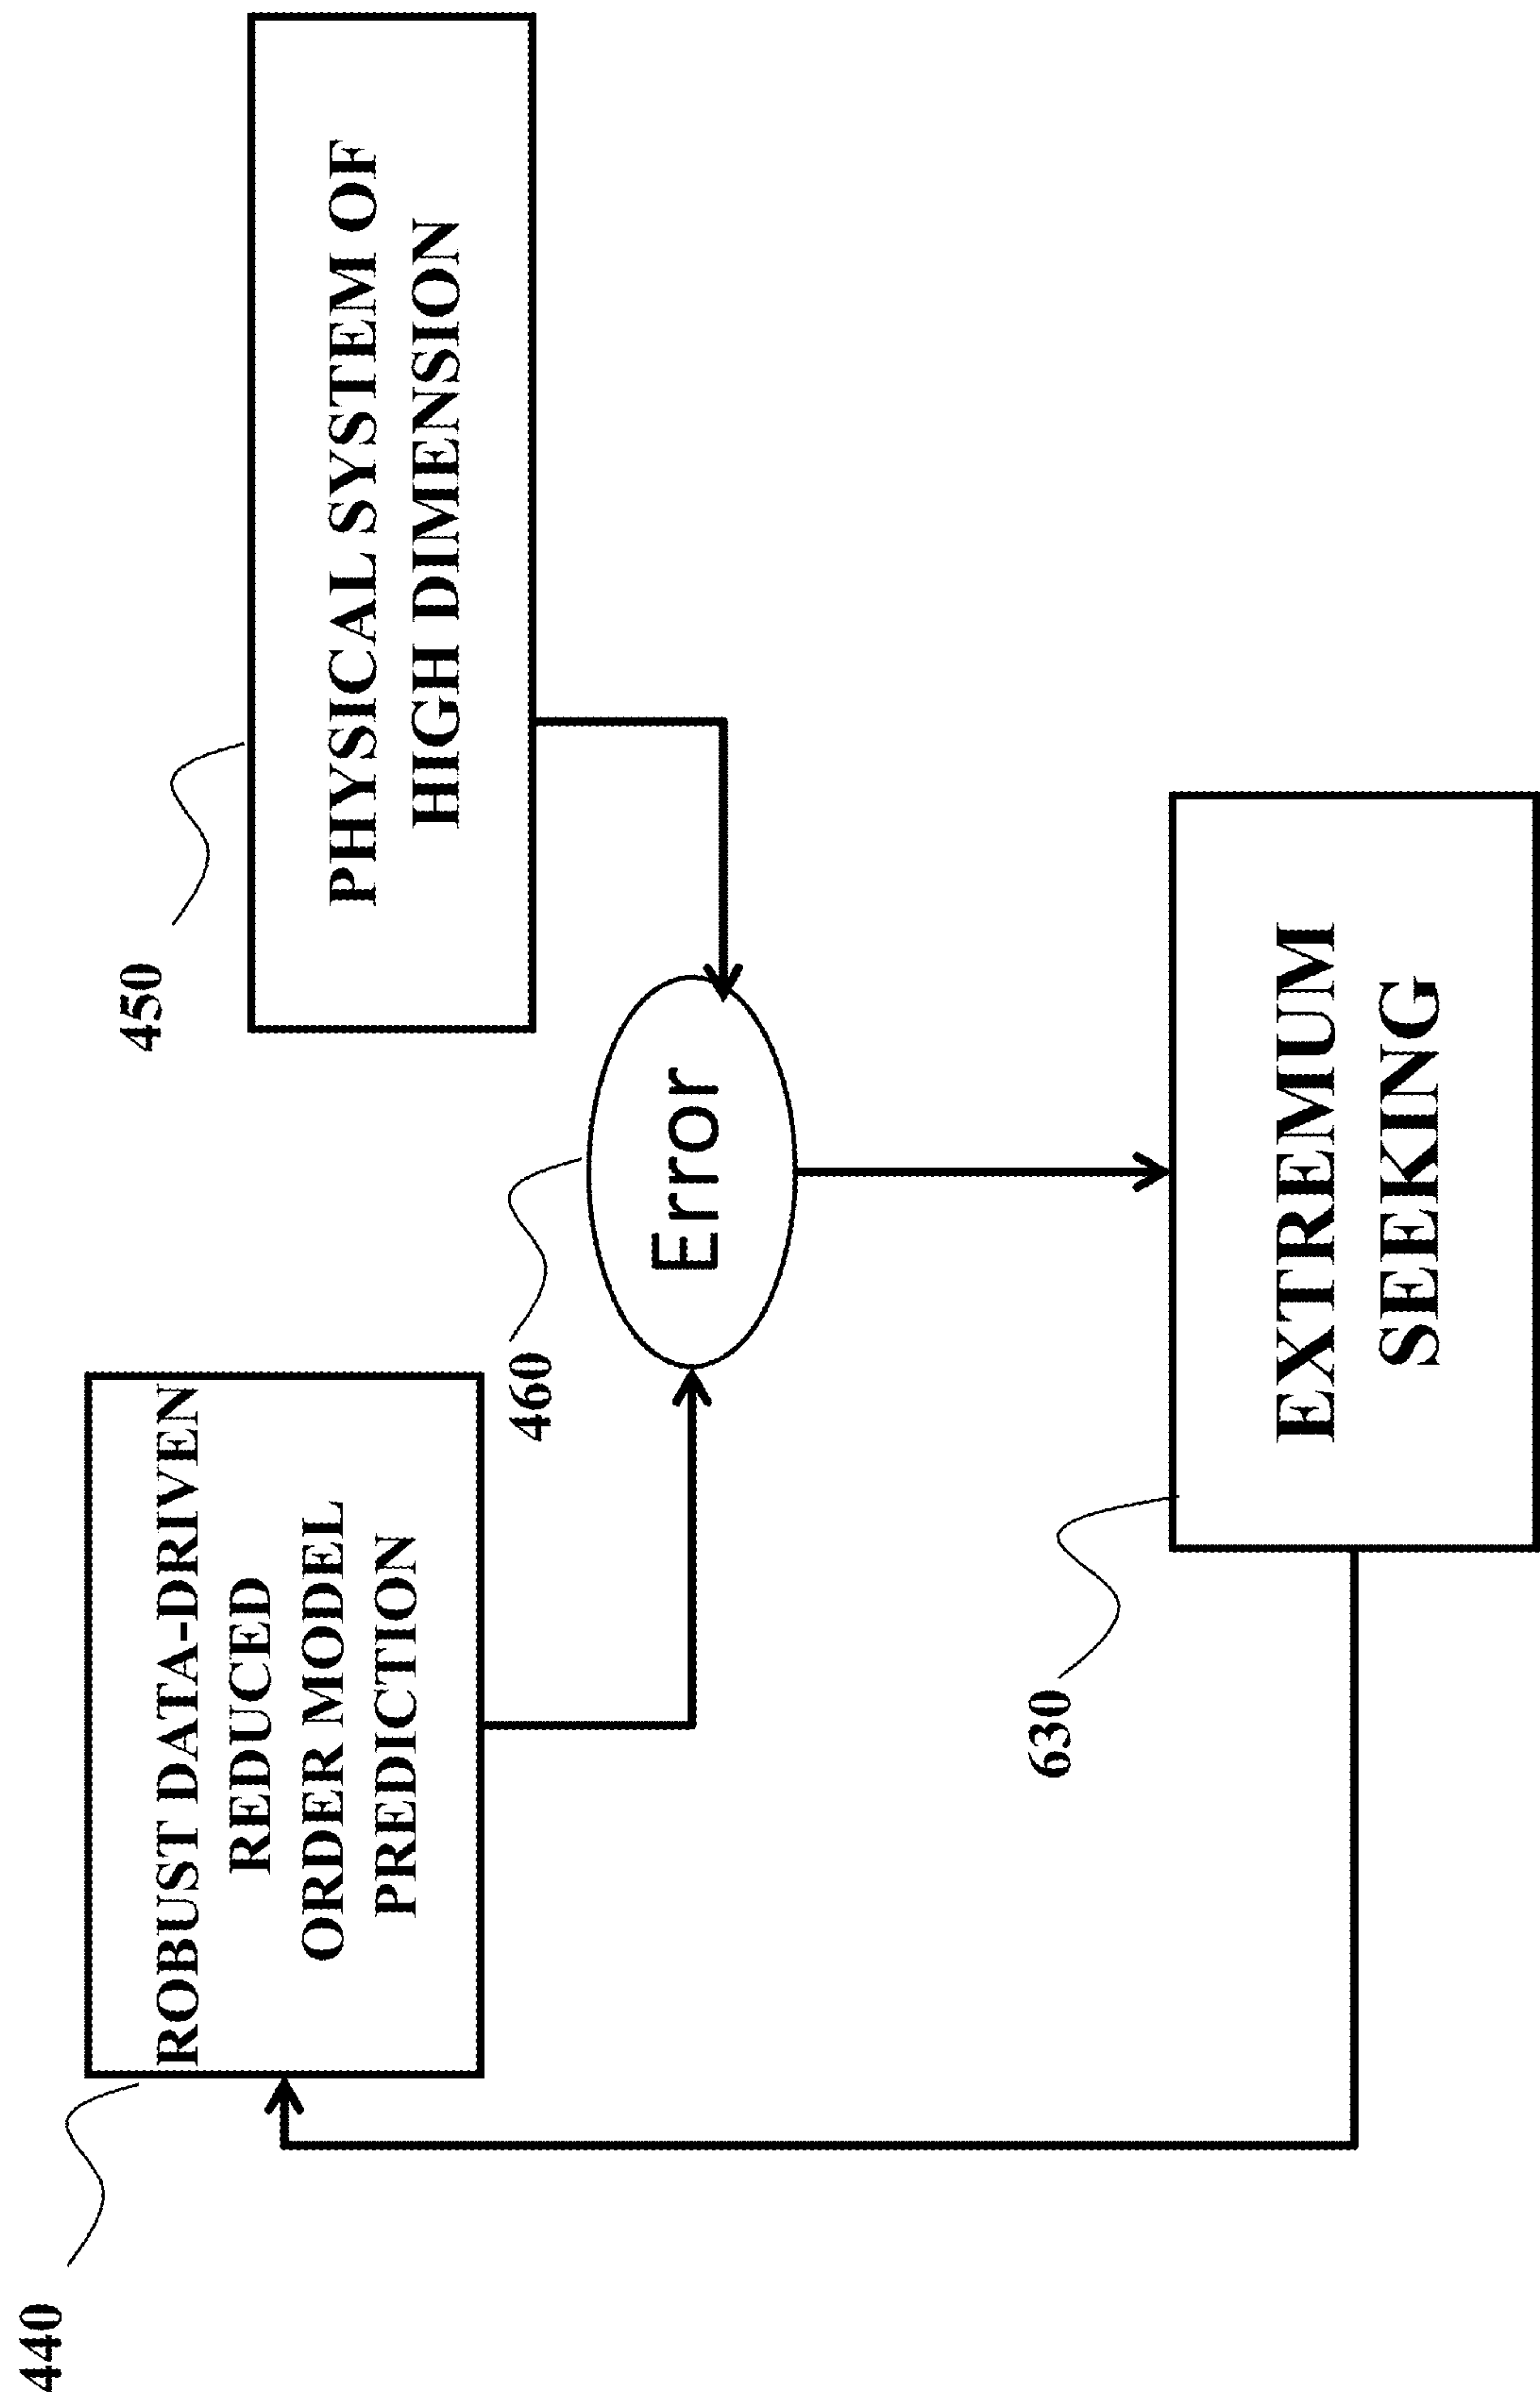 440
ROBUST DATA-DRIVEN
REDUCED
ORDER MODEL
PREDICTION
450
PHYSICAL SYSTEM OF
HIGH DIMENSION
460
Error
630
EXTREMUM
SEEKING